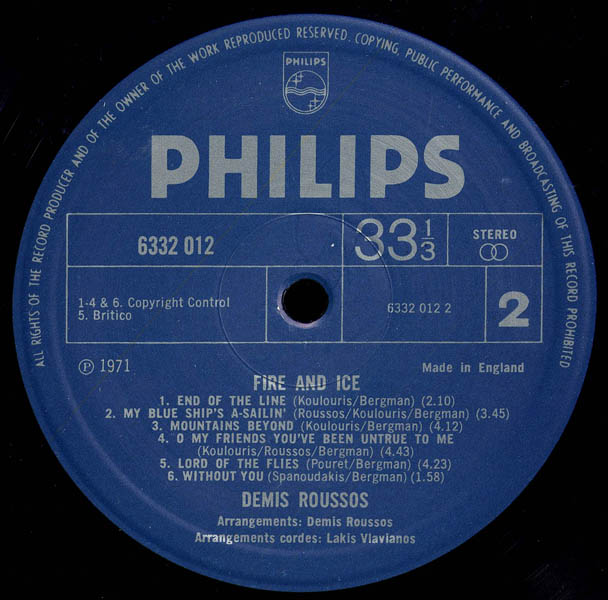 ALL RIGHTS OF THE RECORD PRODUCER AND OF THE OWNER OF THE WORK REPRODUCED RESERVED. COPYING, PUBLIC PERFORMANCE AND BROADCASTING OF THIS RECORD PROHIBITED
PHILIPS
PHILIPS
6332 012
33 1/3
STEREO
1-4 & 6. Copyright Control
5. Britico
6332 012 2
2
Ⓟ 1971
Made in England
FIRE AND ICE
1. END OF THE LINE (Koulouris/Bergman) (2.10)
2. MY BLUE SHIP'S A-SAILIN' (Roussos/Koulouris/Bergman) (3.45)
3. MOUNTAINS BEYOND (Koulouris/Bergman) (4.12)
4. O MY FRIENDS YOU'VE BEEN UNTRUE TO ME
(Koulouris/Roussos/Bergman) (4.43)
5. LORD OF THE FLIES (Pouret/Bergman) (4.23)
6. WITHOUT YOU (Spanoudakis/Bergman) (1.58)
DEMIS ROUSSOS
Arrangements: Demis Roussos
Arrangements cordes: Lakis Vlavianos